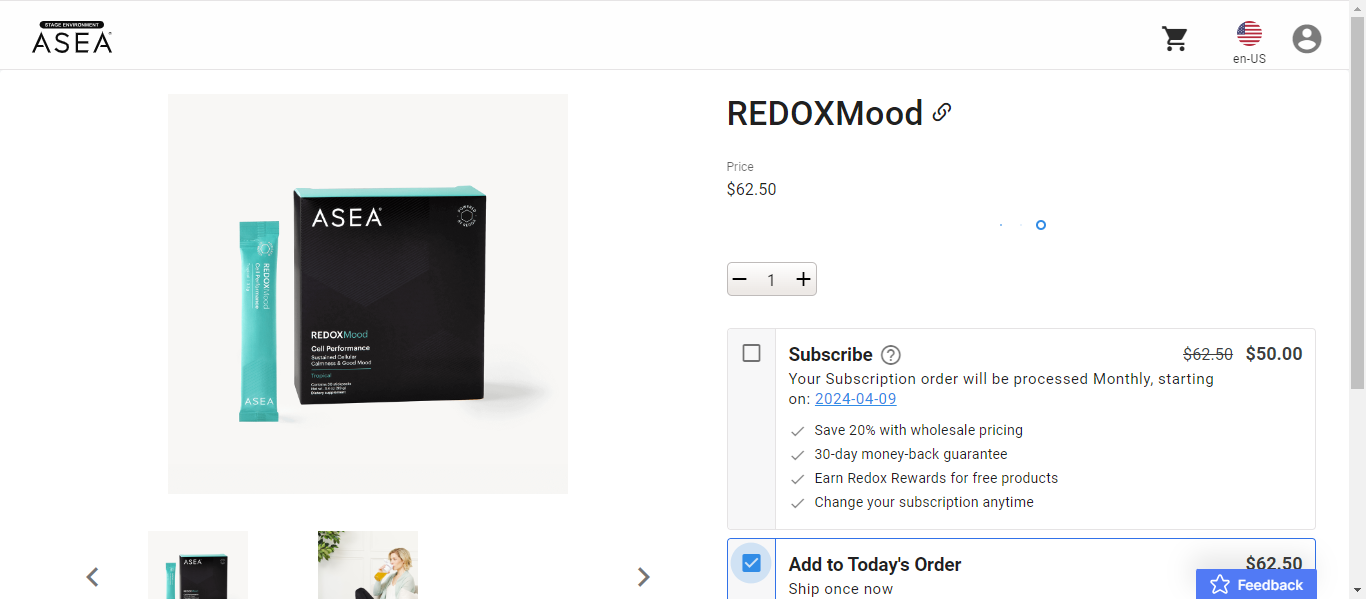 STAGE ENVIRONMENT
ASEA
en-US
REDOXMood
Price
$62.50
1
ASEA
REDOXMood
Cell Performance
Sustained Cellular
Calmness & Good Mood
Tropical
Dietary supplement
REDOXMood
Cell Performance
ASEA
Subscribe
$62.50 $50.00
Your Subscription order will be processed Monthly, starting
on: 2024-04-09
Save 20% with wholesale pricing
30-day money-back guarantee
Earn Redox Rewards for free products
Change your subscription anytime
ASEA
Add to Today's Order
$62.50
Ship once now
Feedback